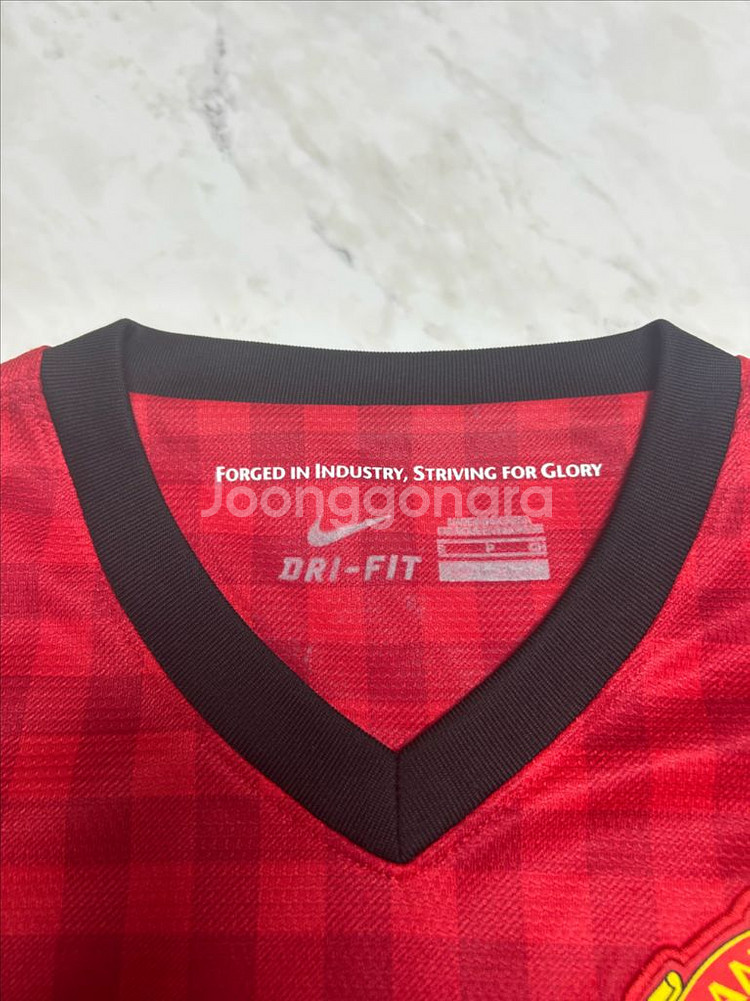 FORGED IN INDUSTRY, STRIVING FOR GLORY
Joonggonara
DRI-FIT